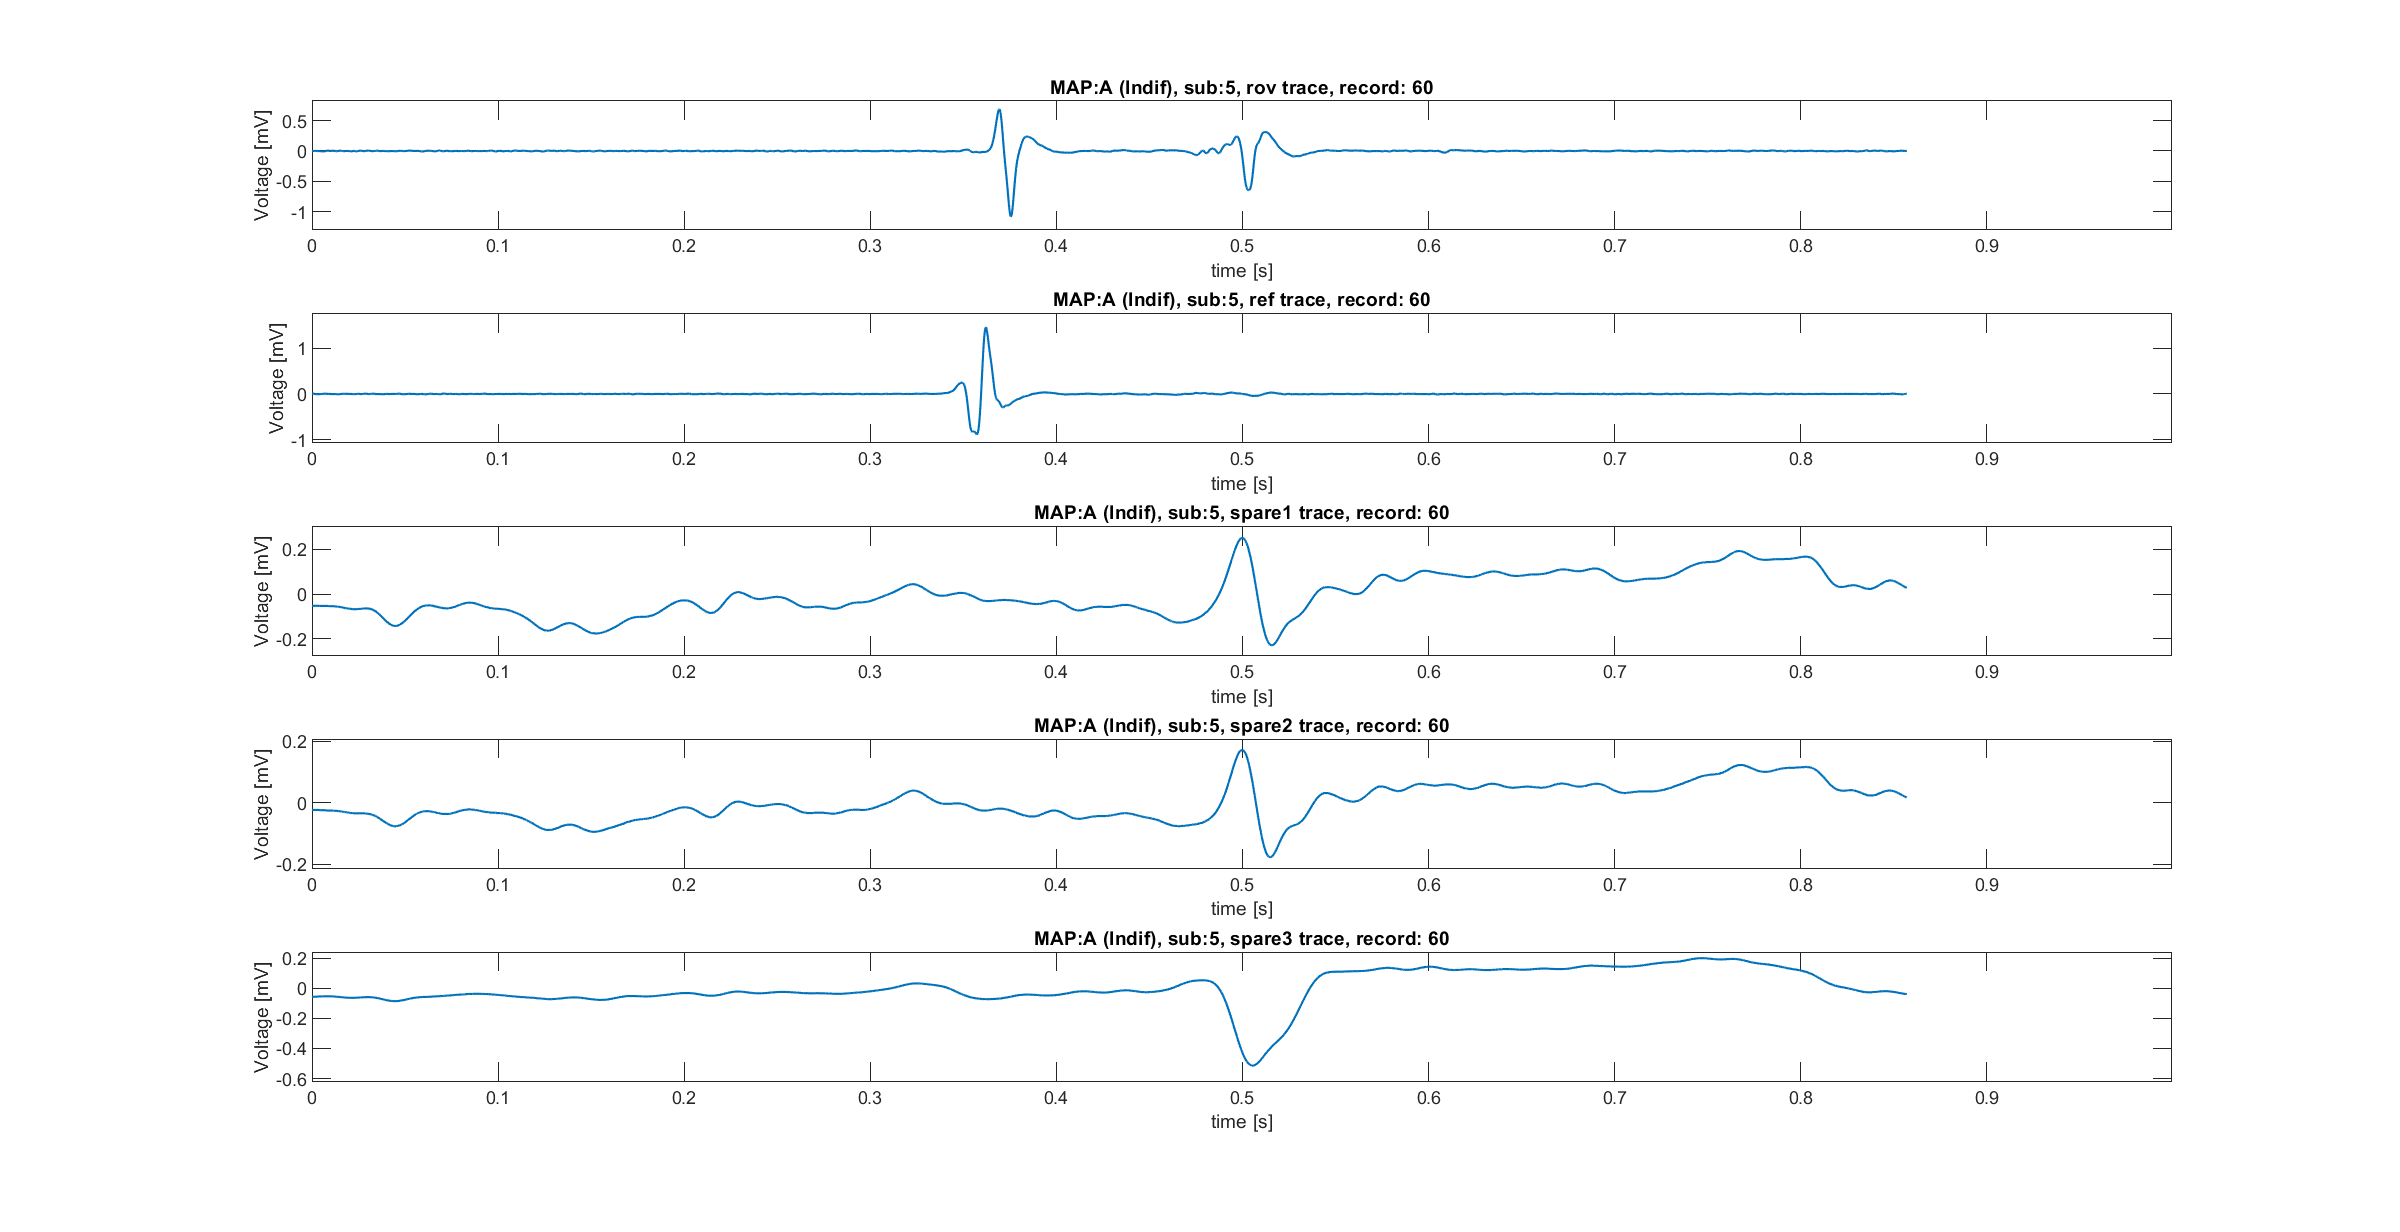 MAP:A (Indif), sub:5, rov trace, record: 60
Voltage [mV]
0.5
0
-0.5
-1
0 0.1 0.2 0.3 0.4 0.5 0.6 0.7 0.8 0.9
time [s]
MAP:A (Indif), sub:5, ref trace, record: 60
Voltage [mV]
1
0
-1
0 0.1 0.2 0.3 0.4 0.5 0.6 0.7 0.8 0.9
time [s]
MAP:A (Indif), sub:5, spare1 trace, record: 60
Voltage [mV]
0.2
0
-0.2
0 0.1 0.2 0.3 0.4 0.5 0.6 0.7 0.8 0.9
time [s]
MAP:A (Indif), sub:5, spare2 trace, record: 60
Voltage [mV]
0.2
0
-0.2
0 0.1 0.2 0.3 0.4 0.5 0.6 0.7 0.8 0.9
time [s]
MAP:A (Indif), sub:5, spare3 trace, record: 60
Voltage [mV]
0.2
0
-0.2
-0.4
-0.6
0 0.1 0.2 0.3 0.4 0.5 0.6 0.7 0.8 0.9
time [s]